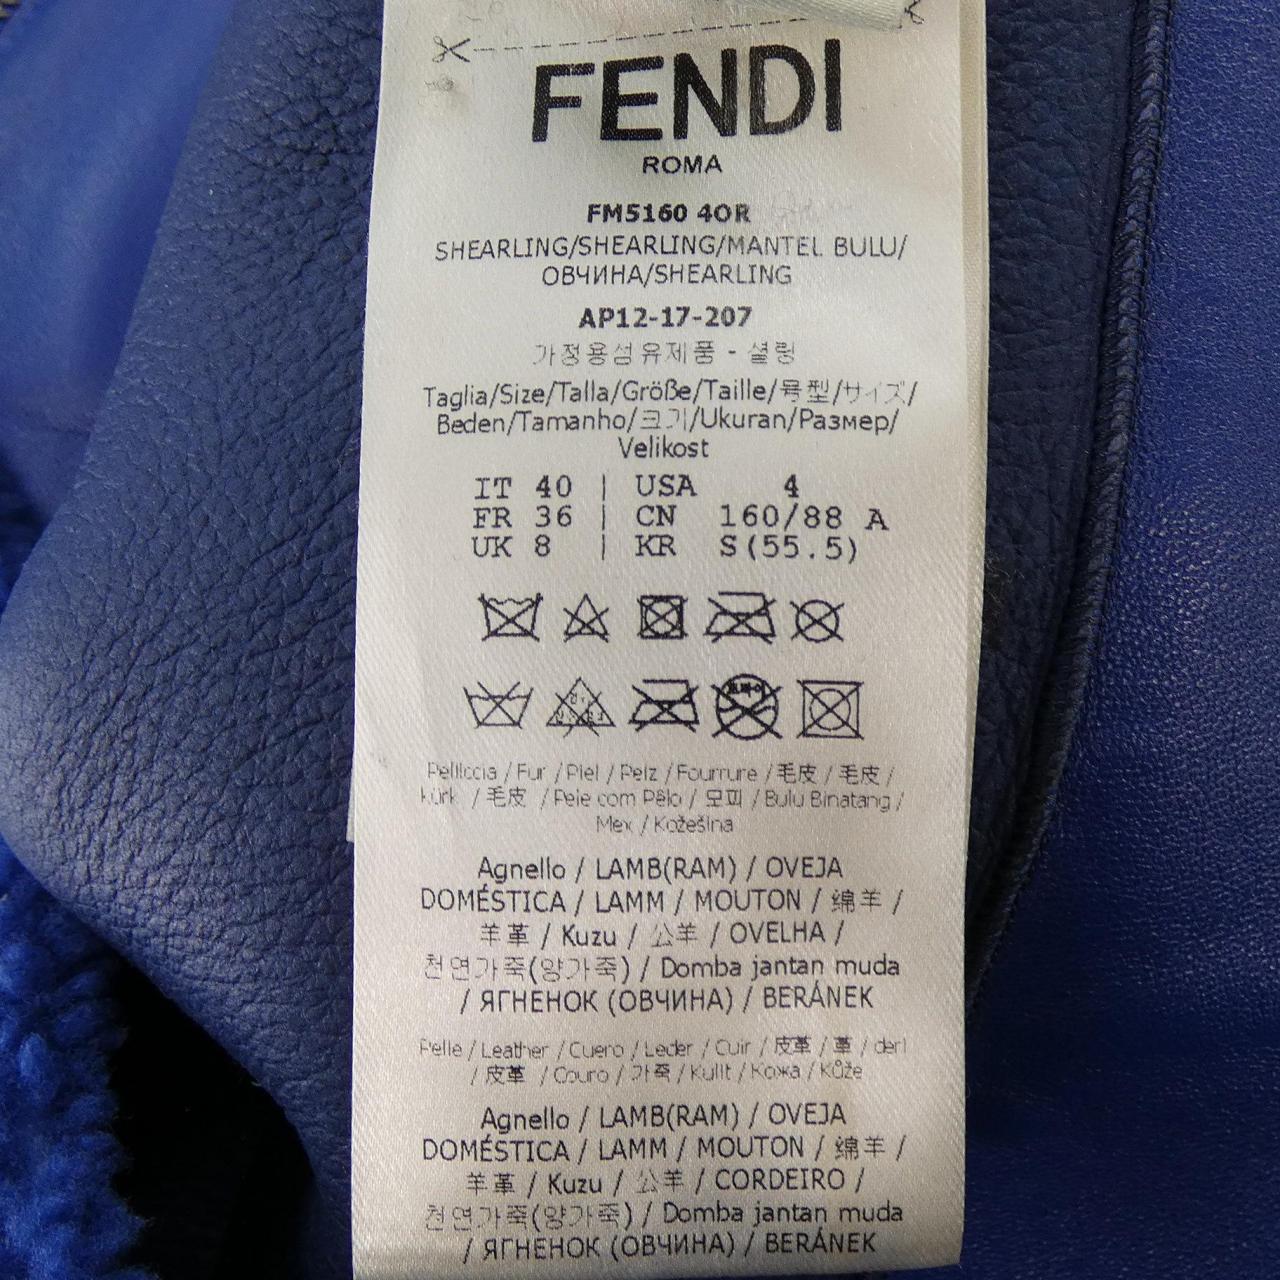 FENDI
ROMA
FM5160 4OR
SHEARLING/SHEARLING/MANTEL BULU/
ОВЧИНА/SHEARLING
AP12-17-207
가정용섬유제품 - 셜링
Taglia/Size/Talla/Größe/Taille/号型/サイズ/
Beden/Tamanho/크기/Ukuran/Размер/
Velikost
IT 40 | USA 4
FR 36 | CN 160/88 A
UK 8 | KR S(55.5)
Pelliccia / Fur / Piel / Pelz / Fourrure / 毛皮 / 毛皮 /
kürk / 毛皮 / Pele com Pêlo / 모피 / Bulu Binatang /
Мех / Kožešina
Agnello / LAMB(RAM) / OVEJA
DOMÉSTICA / LAMM / MOUTON / 绵羊 /
羊革 / Kuzu / 公羊 / OVELHA /
천연가죽(양가죽) / Domba jantan muda
/ ЯГНЕНОК (ОВЧИНА) / BERÁNEK
Pelle / Leather / Cuero / Leder / Cuir / 皮革 / 革 / deri
/ 皮革 / Couro / 가죽 / Kulit / Кожа / Kůže
Agnello / LAMB(RAM) / OVEJA
DOMÉSTICA / LAMM / MOUTON / 绵羊 /
羊革 / Kuzu / 公羊 / CORDEIRO /
천연가죽(양가죽) / Domba jantan muda
/ ЯГНЕНОК (ОВЧИНА) / BERÁNEK